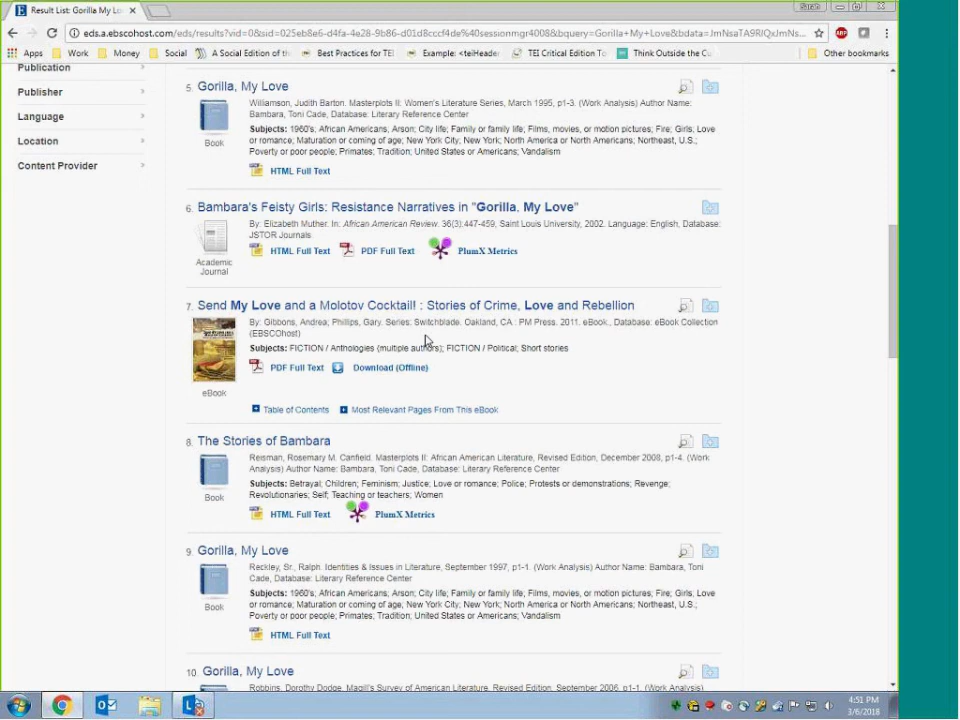 Result List: Gorilla My Lo
Sarah
eds.a.ebscohost.com/eds/results?vid=0&sid=025eb8e6-d4fa-4e28-9b86-d01d8cccf4de%40sessionmgr4008&bquery=Gorilla+My+Love&bdata=JmNsaTA9RlQxJmNs...
Apps Work Money Social A Social Edition of th Best Practices for TEI Example: <teiHeader TEI Critical Edition To Think Outside the Cu Other bookmarks
Publication
Publisher
Language
Location
Content Provider
5. Gorilla, My Love
Williamson, Judith Barton. Masterplots II: Women's Literature Series, March 1995, p1-3. (Work Analysis) Author Name:
Bambara, Toni Cade, Database: Literary Reference Center
Subjects: 1960's; African Americans; Arson; City life; Family or family life; Films, movies, or motion pictures; Fire; Girls; Love
or romance; Maturation or coming of age; New York City; New York; North America or North Americans; Northeast, U.S.;
Poverty or poor people; Primates; Tradition; United States or Americans; Vandalism
Book
HTML Full Text
6. Bambara's Feisty Girls: Resistance Narratives in "Gorilla, My Love"
By: Elizabeth Muther. In: African American Review. 36(3):447-459; Saint Louis University, 2002. Language: English, Database:
JSTOR Journals
Academic
Journal
HTML Full Text PDF Full Text PlumX Metrics
7. Send My Love and a Molotov Cocktail! : Stories of Crime, Love and Rebellion
By: Gibbons, Andrea; Phillips, Gary. Series: Switchblade. Oakland, CA : PM Press. 2011. eBook., Database: eBook Collection
(EBSCOhost)
Subjects: FICTION / Anthologies (multiple authors); FICTION / Political; Short stories
PDF Full Text Download (Offline)
eBook
Table of Contents Most Relevant Pages From This eBook
8. The Stories of Bambara
Reisman, Rosemary M. Canfield. Masterplots II: African American Literature, Revised Edition, December 2008, p1-4. (Work
Analysis) Author Name: Bambara, Toni Cade, Database: Literary Reference Center
Subjects: Betrayal; Children; Feminism; Justice; Love or romance; Police; Protests or demonstrations; Revenge;
Revolutionaries; Self; Teaching or teachers; Women
Book
HTML Full Text PlumX Metrics
9. Gorilla, My Love
Reckley, Sr., Ralph. Identities & Issues in Literature, September 1997, p1-1. (Work Analysis) Author Name: Bambara, Toni
Cade, Database: Literary Reference Center
Subjects: 1960's; African Americans; Arson; City life; Family or family life; Films, movies, or motion pictures; Fire; Girls; Love
or romance; Maturation or coming of age; New York City; New York; North America or North Americans; Northeast, U.S.;
Poverty or poor people; Primates; Tradition; United States or Americans; Vandalism
Book
HTML Full Text
10. Gorilla, My Love
Robbins, Dorothy Dodge. Magill's Survey of American Literature, Revised Edition, September 2006, p1-1. (Work Analysis)
4:51 PM
3/6/2018